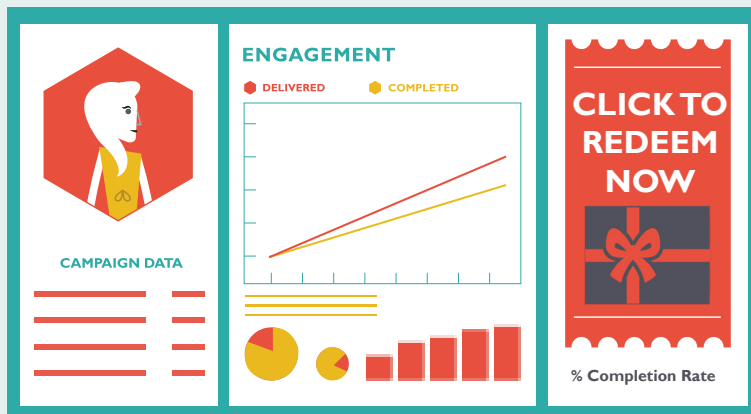 CAMPAIGN DATA
ENGAGEMENT
DELIVERED COMPLETED
CLICK TO
REDEEM
NOW
% Completion Rate